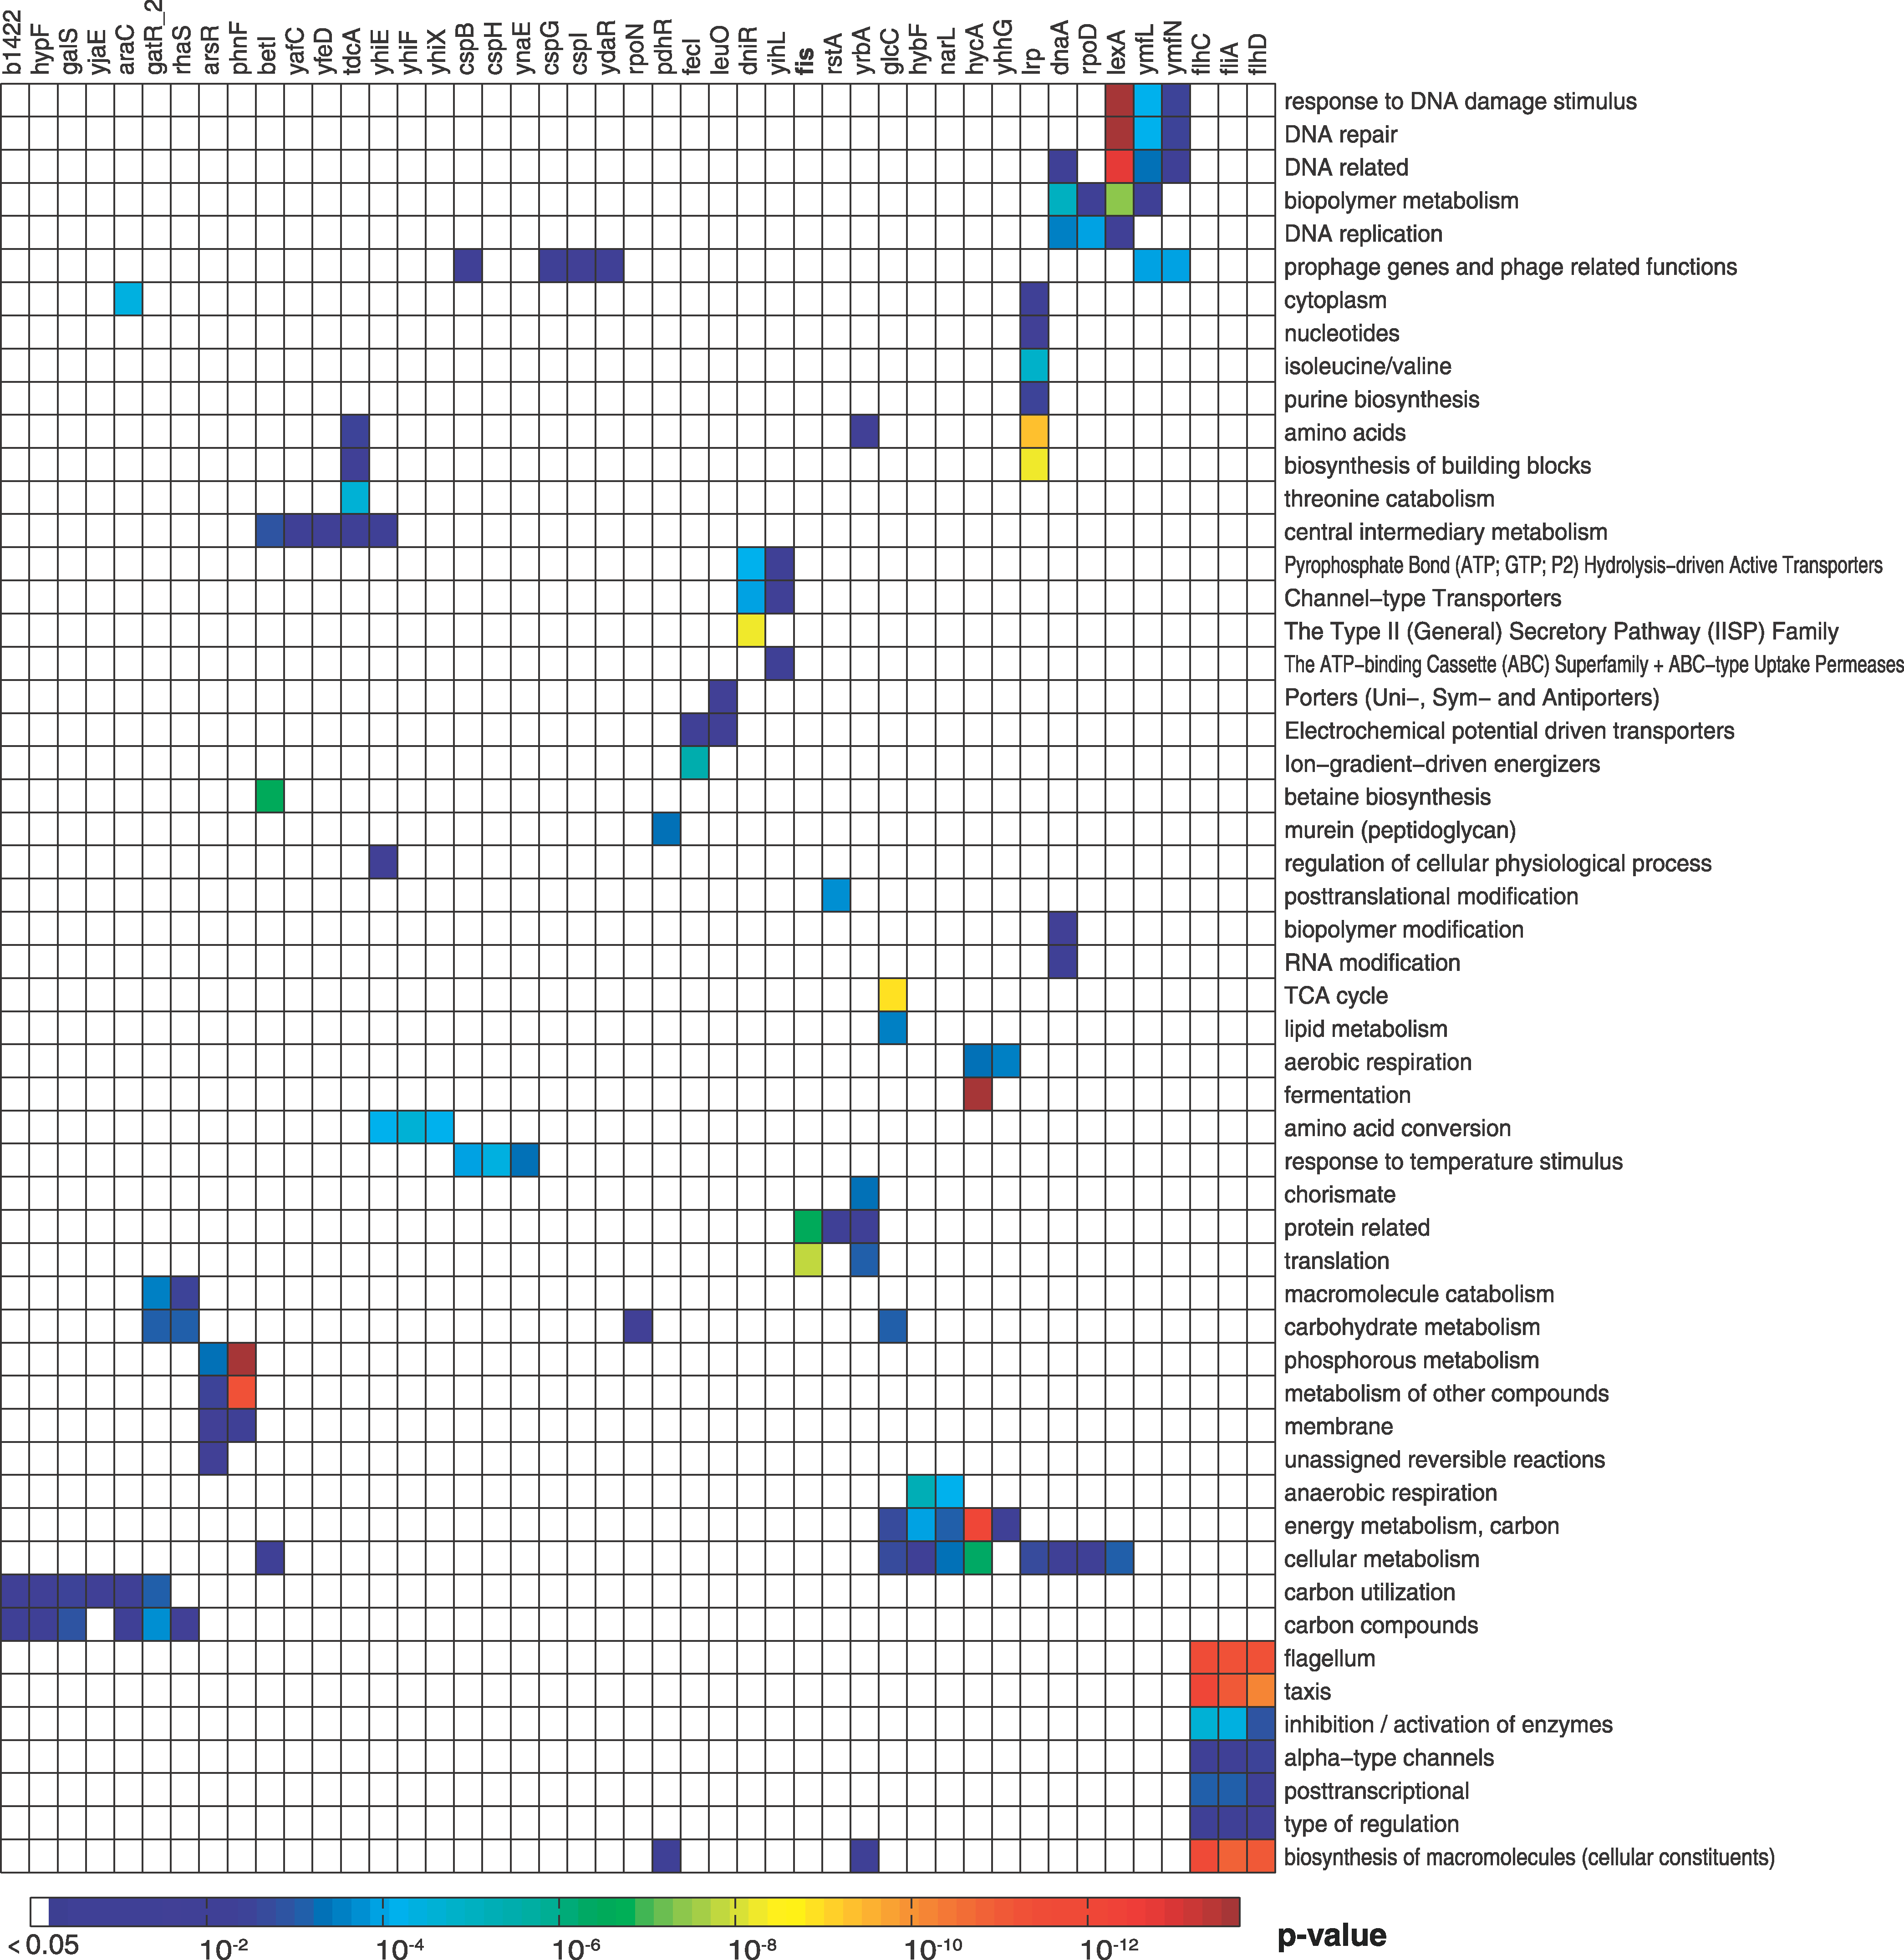 b1422 hypF galS yjaE araC gatR_2 rhaS arsR phnF betI yafC yfeD tdcA yhiE yhiF yhiX cspB cspH ynaE cspG cspI ydaR rpoN pdhR fecI leuO dniR yihL fis rstA yrbA glcC hybF narL hycA yhhG lrp dnaA rpoD lexA ymfL ymfN flhC fliA flhD
response to DNA damage stimulus
DNA repair
DNA related
biopolymer metabolism
DNA replication
prophage genes and phage related functions
cytoplasm
nucleotides
isoleucine/valine
purine biosynthesis
amino acids
biosynthesis of building blocks
threonine catabolism
central intermediary metabolism
Pyrophosphate Bond (ATP; GTP; P2) Hydrolysis−driven Active Transporters
Channel−type Transporters
The Type II (General) Secretory Pathway (IISP) Family
The ATP−binding Cassette (ABC) Superfamily + ABC−type Uptake Permeases
Porters (Uni−, Sym− and Antiporters)
Electrochemical potential driven transporters
Ion−gradient−driven energizers
betaine biosynthesis
murein (peptidoglycan)
regulation of cellular physiological process
posttranslational modification
biopolymer modification
RNA modification
TCA cycle
lipid metabolism
aerobic respiration
fermentation
amino acid conversion
response to temperature stimulus
chorismate
protein related
translation
macromolecule catabolism
carbohydrate metabolism
phosphorous metabolism
metabolism of other compounds
membrane
unassigned reversible reactions
anaerobic respiration
energy metabolism, carbon
cellular metabolism
carbon utilization
carbon compounds
flagellum
taxis
inhibition / activation of enzymes
alpha−type channels
posttranscriptional
type of regulation
biosynthesis of macromolecules (cellular constituents)
< 0.05 10-2 10-4 10-6 10-8 10-10 10-12 p-value